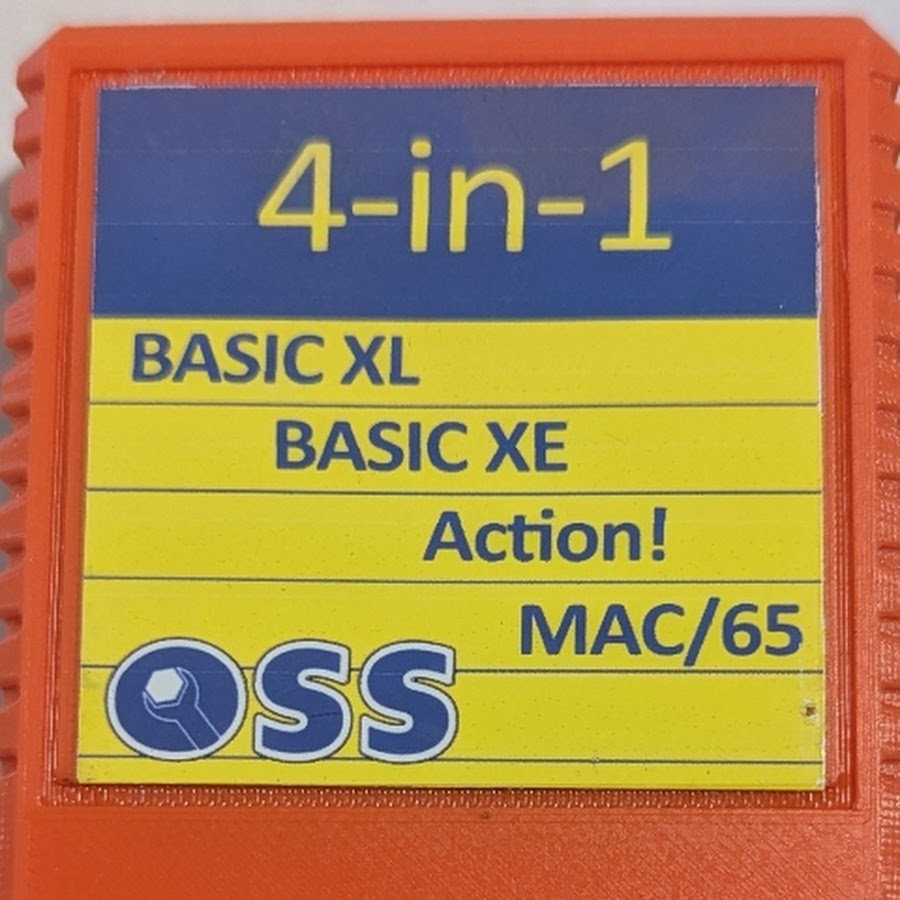 4-in-1
BASIC XL
BASIC XE
Action!
MAC/65
OSS